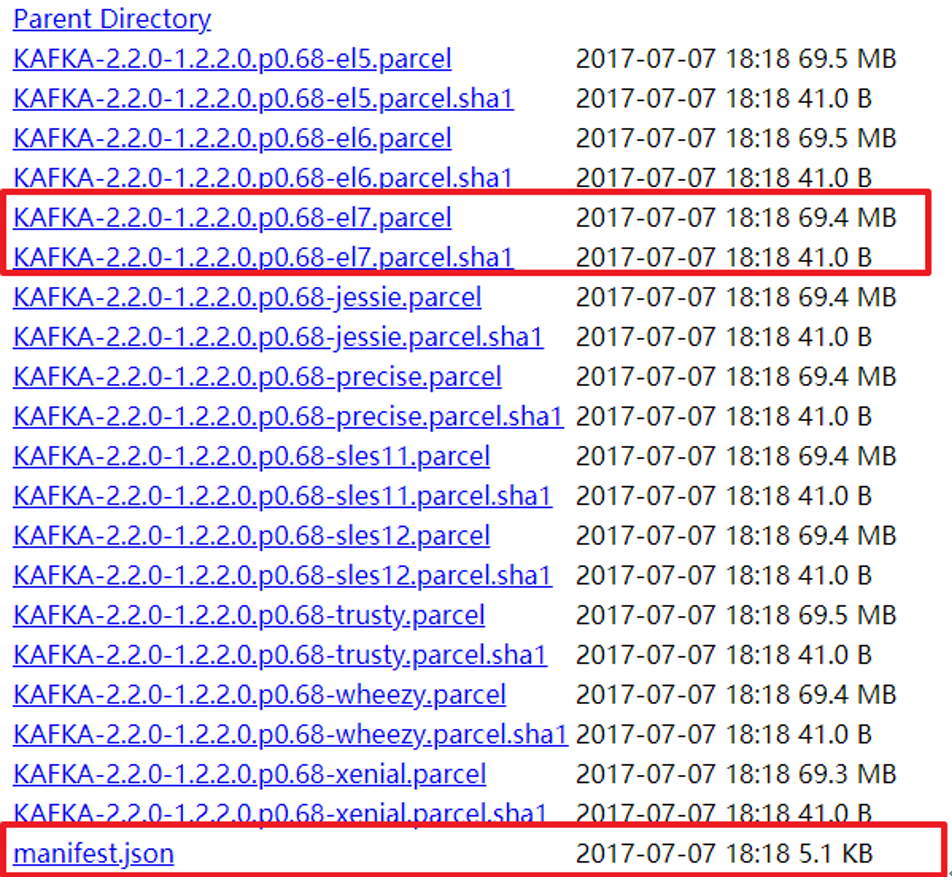 Parent Directory
KAFKA-2.2.0-1.2.2.0.p0.68-el5.parcel 2017-07-07 18:18 69.5 MB
KAFKA-2.2.0-1.2.2.0.p0.68-el5.parcel.sha1 2017-07-07 18:18 41.0 B
KAFKA-2.2.0-1.2.2.0.p0.68-el6.parcel 2017-07-07 18:18 69.5 MB
KAFKA-2.2.0-1.2.2.0.p0.68-el6.parcel.sha1 2017-07-07 18:18 41.0 B
KAFKA-2.2.0-1.2.2.0.p0.68-el7.parcel 2017-07-07 18:18 69.4 MB
KAFKA-2.2.0-1.2.2.0.p0.68-el7.parcel.sha1 2017-07-07 18:18 41.0 B
KAFKA-2.2.0-1.2.2.0.p0.68-jessie.parcel 2017-07-07 18:18 69.4 MB
KAFKA-2.2.0-1.2.2.0.p0.68-jessie.parcel.sha1 2017-07-07 18:18 41.0 B
KAFKA-2.2.0-1.2.2.0.p0.68-precise.parcel 2017-07-07 18:18 69.4 MB
KAFKA-2.2.0-1.2.2.0.p0.68-precise.parcel.sha1 2017-07-07 18:18 41.0 B
KAFKA-2.2.0-1.2.2.0.p0.68-sles11.parcel 2017-07-07 18:18 69.4 MB
KAFKA-2.2.0-1.2.2.0.p0.68-sles11.parcel.sha1 2017-07-07 18:18 41.0 B
KAFKA-2.2.0-1.2.2.0.p0.68-sles12.parcel 2017-07-07 18:18 69.4 MB
KAFKA-2.2.0-1.2.2.0.p0.68-sles12.parcel.sha1 2017-07-07 18:18 41.0 B
KAFKA-2.2.0-1.2.2.0.p0.68-trusty.parcel 2017-07-07 18:18 69.5 MB
KAFKA-2.2.0-1.2.2.0.p0.68-trusty.parcel.sha1 2017-07-07 18:18 41.0 B
KAFKA-2.2.0-1.2.2.0.p0.68-wheezy.parcel 2017-07-07 18:18 69.4 MB
KAFKA-2.2.0-1.2.2.0.p0.68-wheezy.parcel.sha1 2017-07-07 18:18 41.0 B
KAFKA-2.2.0-1.2.2.0.p0.68-xenial.parcel 2017-07-07 18:18 69.3 MB
KAFKA-2.2.0-1.2.2.0.p0.68-xenial.parcel.sha1 2017-07-07 18:18 41.0 B
manifest.json 2017-07-07 18:18 5.1 KB